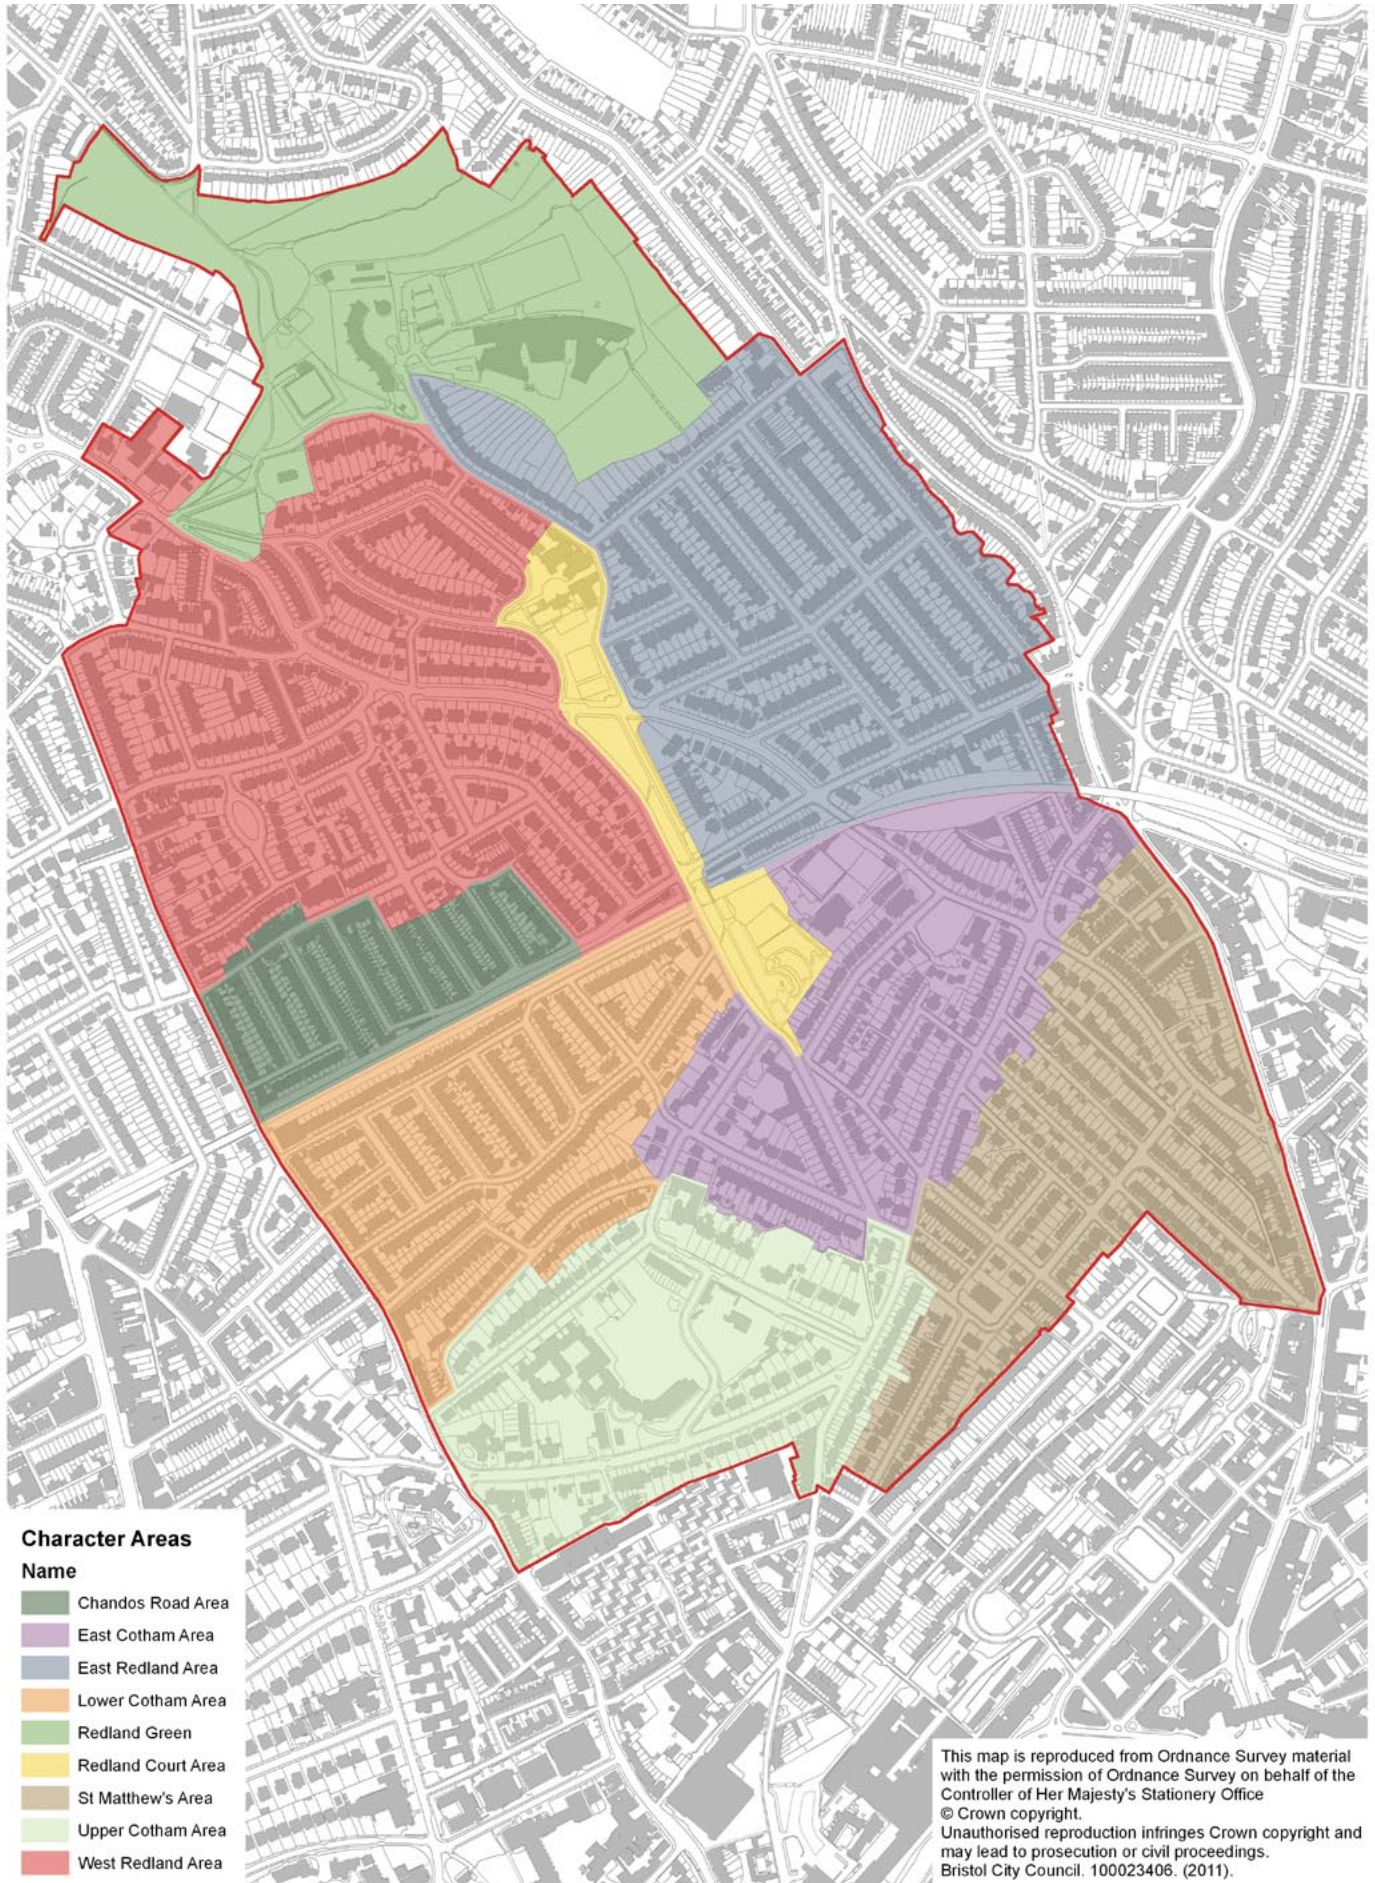 Character Areas
Name
Chandos Road Area
East Cotham Area
East Redland Area
Lower Cotham Area
Redland Green
Redland Court Area
St Matthew's Area
Upper Cotham Area
West Redland Area
This map is reproduced from Ordnance Survey material
with the permission of Ordnance Survey on behalf of the
Controller of Her Majesty's Stationery Office
© Crown copyright.
Unauthorised reproduction infringes Crown copyright and
may lead to prosecution or civil proceedings.
Bristol City Council. 100023406. (2011).